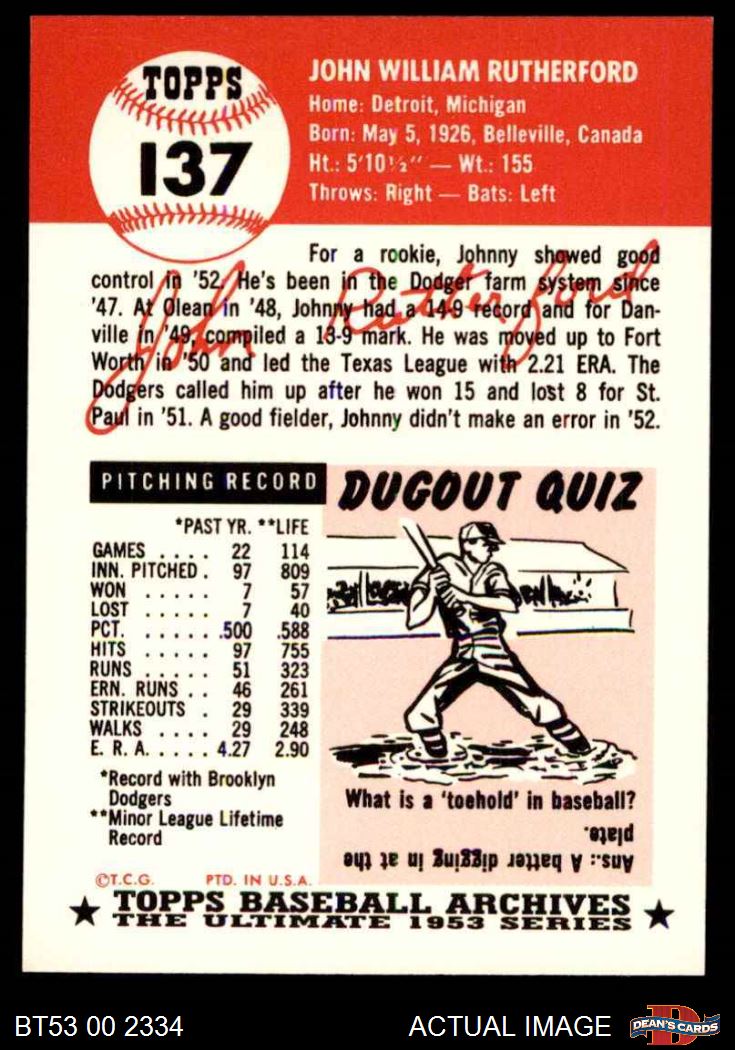 TOPPS
137
JOHN WILLIAM RUTHERFORD
Home: Detroit, Michigan
Born: May 5, 1926, Belleville, Canada
Ht.: 5'10½" — Wt.: 155
Throws: Right — Bats: Left
For a rookie, Johnny showed good
control in '52. He's been in the Dodger farm system since
'47. At Olean in '48, Johnny had a 14-9 record and for Dan-
ville in '49, compiled a 13-9 mark. He was moved up to Fort
Worth in '50 and led the Texas League with 2.21 ERA. The
Dodgers called him up after he won 15 and lost 8 for St.
Paul in '51. A good fielder, Johnny didn't make an error in '52.
John Rutherford
PITCHING RECORD
*PAST YR. **LIFE
GAMES .... 22 114
INN. PITCHED . 97 809
WON ..... 7 57
LOST ..... 7 40
PCT. ...... .500 .588
HITS ..... 97 755
RUNS ..... 51 323
ERN. RUNS .. 46 261
STRIKEOUTS . 29 339
WALKS .... 29 248
E. R. A. .... 4.27 2.90
*Record with Brooklyn
Dodgers
**Minor League Lifetime
Record
DUGOUT QUIZ
What is a 'toehold' in baseball?
Ans.: A batter digging in at the
plate.
©T.C.G. PTD. IN U.S.A.
★ TOPPS BASEBALL ARCHIVES ★
THE ULTIMATE 1953 SERIES
BT53 00 2334
ACTUAL IMAGE
D
DEAN'S CARDS